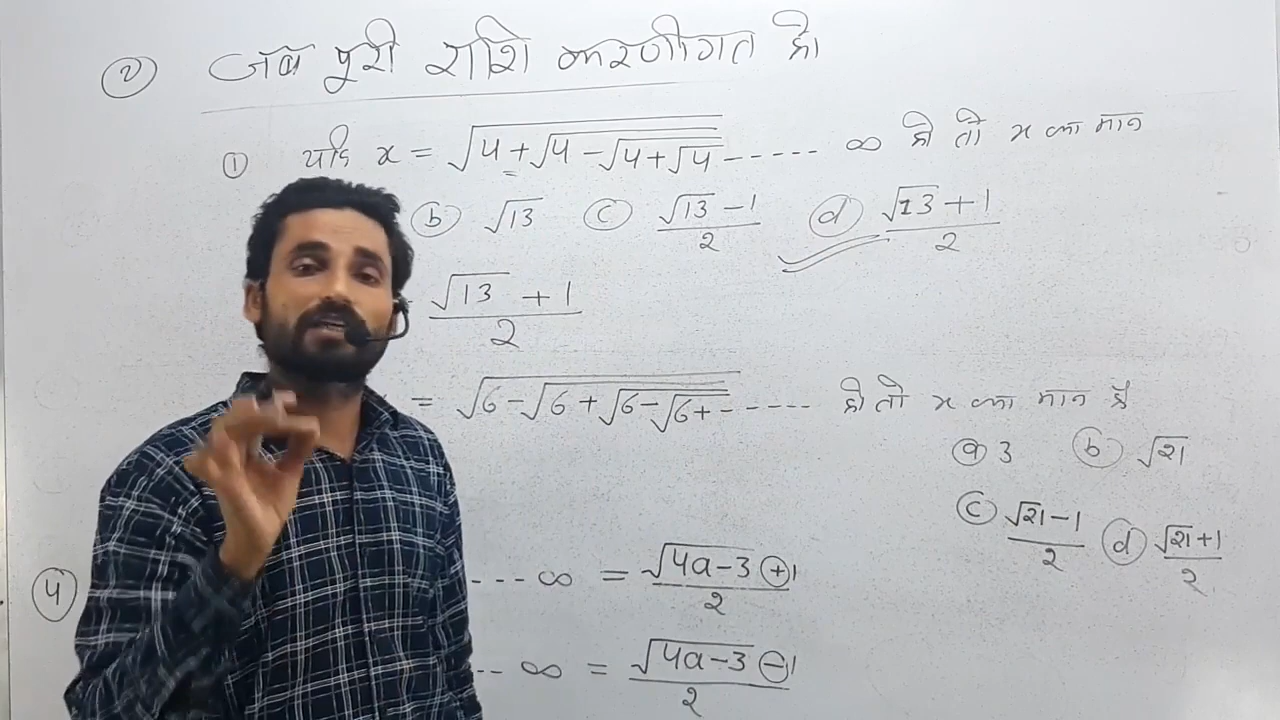 ② जब पूरी राशि करणीगत हो।
① यदि x = √4+√4-√4+√4 ----- ∞ हो तो x का मान
ⓑ √13 ⓒ √13 - 1 / 2 ⓓ √13 + 1 / 2
√13 + 1 / 2
= √6-√6+√6-√6+ ------ हो तो x का मान है
ⓐ 3 ⓑ √21
ⓒ √21-1 / 2 ⓓ √21+1 / 2
④ --- ∞ = √4a-3 ⊕1 / 2
-- ∞ = √4a-3 ⊖1 / 2